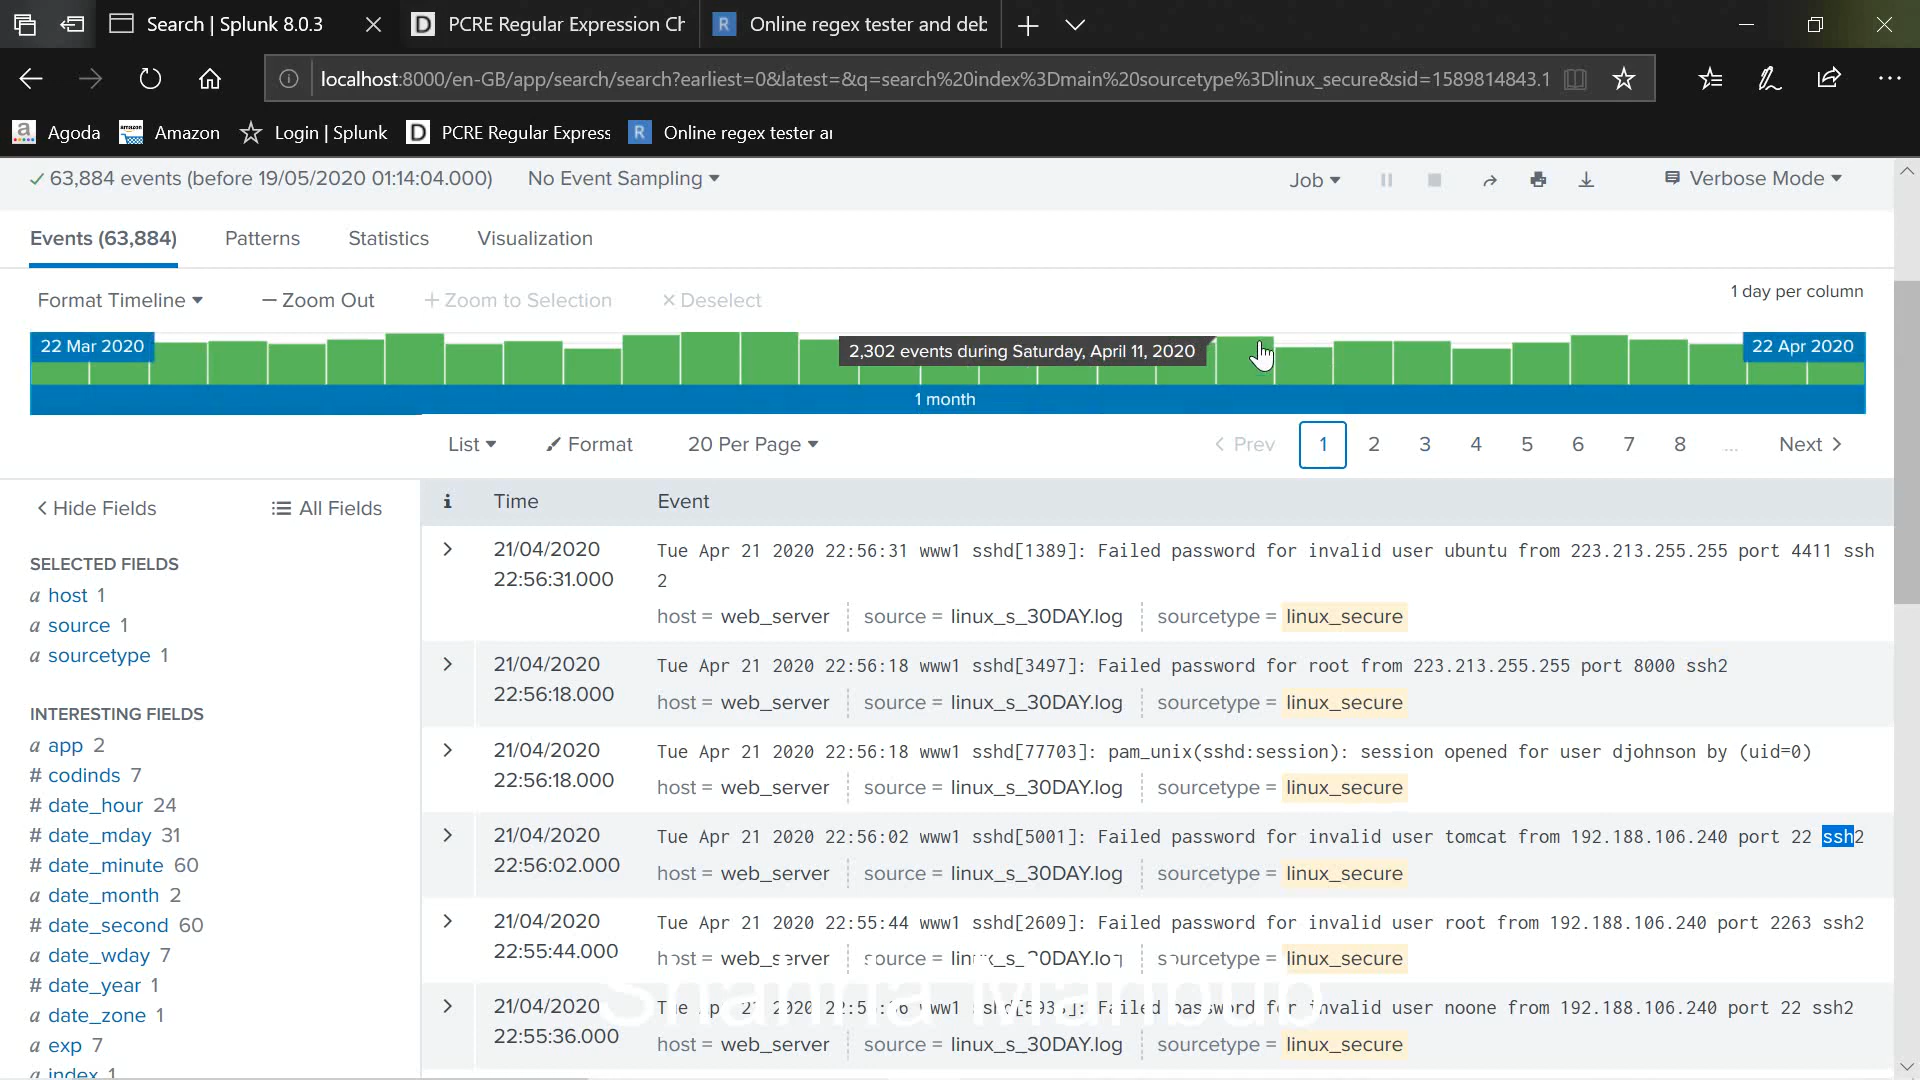 Search | Splunk 8.0.3
PCRE Regular Expression Ch
Online regex tester and deb
localhost:8000/en-GB/app/search/search?earliest=0&latest=&q=search%20index%3Dmain%20sourcetype%3Dlinux_secure&sid=1589814843.1
Agoda
Amazon
Login | Splunk
PCRE Regular Express
Online regex tester ar
63,884 events (before 19/05/2020 01:14:04.000)
No Event Sampling
Job
Verbose Mode
Events (63,884)
Patterns
Statistics
Visualization
Format Timeline
— Zoom Out
+ Zoom to Selection
× Deselect
1 day per column
22 Mar 2020
2,302 events during Saturday, April 11, 2020
22 Apr 2020
1 month
List
Format
20 Per Page
< Prev
1
2
3
4
5
6
7
8
...
Next >
< Hide Fields
All Fields
i
Time
Event
SELECTED FIELDS
a host 1
a source 1
a sourcetype 1
INTERESTING FIELDS
a app 2
# codinds 7
# date_hour 24
# date_mday 31
# date_minute 60
a date_month 2
# date_second 60
a date_wday 7
# date_year 1
a date_zone 1
a exp 7
a index 1
21/04/2020
22:56:31.000
Tue Apr 21 2020 22:56:31 www1 sshd[1389]: Failed password for invalid user ubuntu from 223.213.255.255 port 4411 ssh
2
host = web_server
source = linux_s_30DAY.log
sourcetype = linux_secure
21/04/2020
22:56:18.000
Tue Apr 21 2020 22:56:18 www1 sshd[3497]: Failed password for root from 223.213.255.255 port 8000 ssh2
host = web_server
source = linux_s_30DAY.log
sourcetype = linux_secure
21/04/2020
22:56:18.000
Tue Apr 21 2020 22:56:18 www1 sshd[77703]: pam_unix(sshd:session): session opened for user djohnson by (uid=0)
host = web_server
source = linux_s_30DAY.log
sourcetype = linux_secure
21/04/2020
22:56:02.000
Tue Apr 21 2020 22:56:02 www1 sshd[5001]: Failed password for invalid user tomcat from 192.188.106.240 port 22 ssh2
host = web_server
source = linux_s_30DAY.log
sourcetype = linux_secure
21/04/2020
22:55:44.000
Tue Apr 21 2020 22:55:44 www1 sshd[2609]: Failed password for invalid user root from 192.188.106.240 port 2263 ssh2
host = web_server
source = linux_s_30DAY.log
sourcetype = linux_secure
21/04/2020
22:55:36.000
Tue Apr 21 2020 22:55:36 www1 Failed password for invalid user noone from 192.188.106.240 port 22 ssh2
host = web_server
source = linux_s_30DAY.log
sourcetype = linux_secure